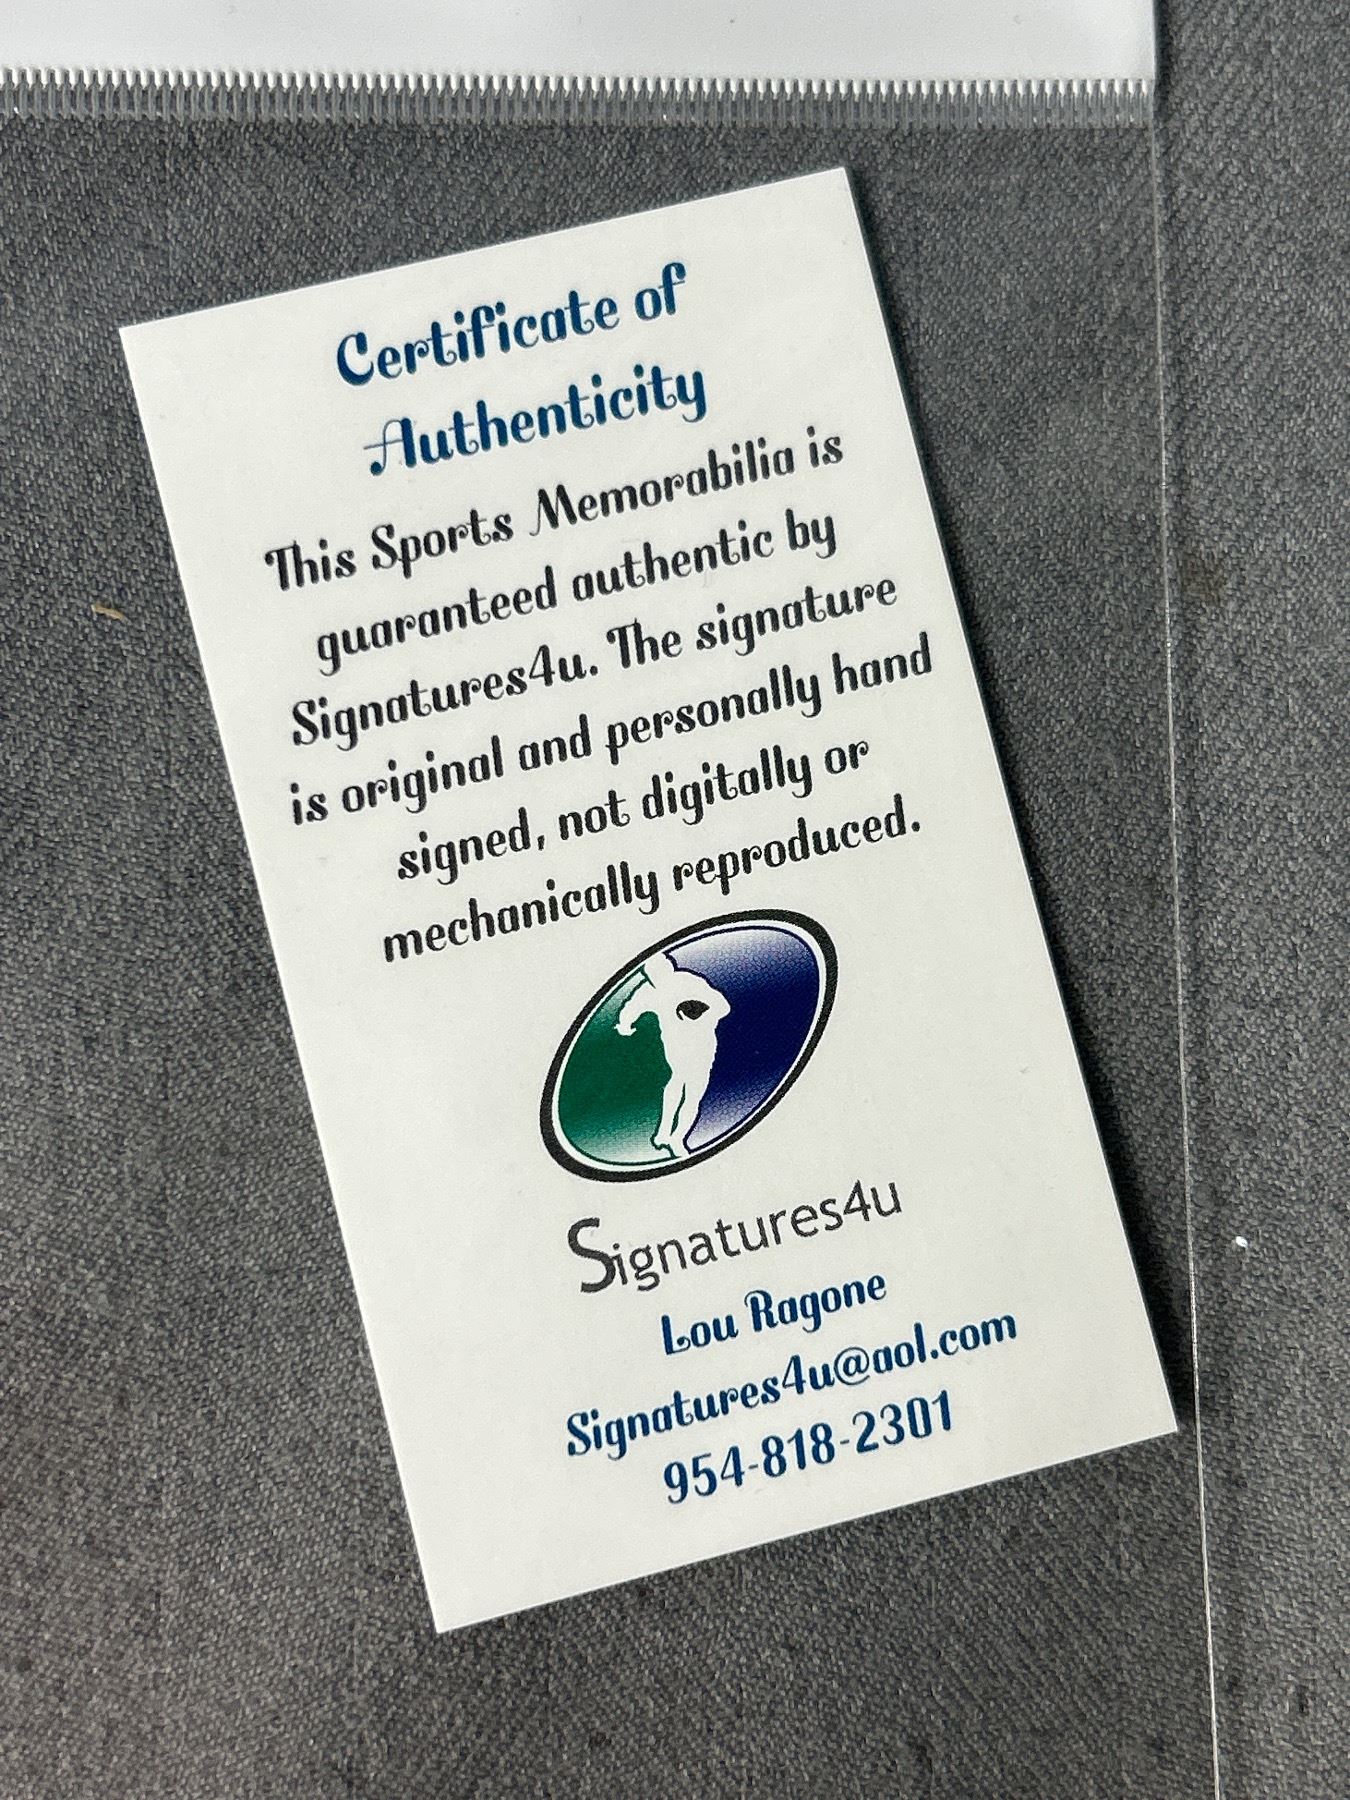 Certificate of
Authenticity
This Sports Memorabilia is
guaranteed authentic by
Signatures4u. The signature
is original and personally hand
signed, not digitally or
mechanically reproduced.
Signatures4u
Lou Ragone
Signatures4u@aol.com
954-818-2301